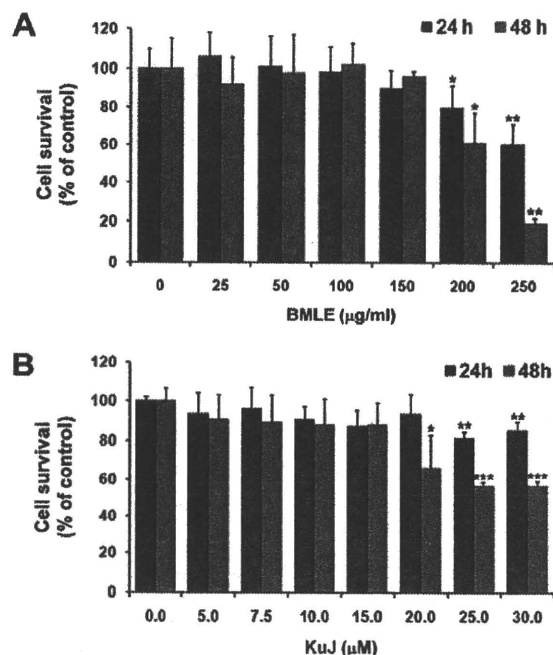 A
24 h 48 h
Cell survival
(% of control)
120
100
80
60
40
20
0
* * ** **
0 25 50 100 150 200 250
BMLE (µg/ml)
B
24h 48h
Cell survival
(% of control)
120
100
80
60
40
20
0
* ** *** ** ***
0.0 5.0 7.5 10.0 15.0 20.0 25.0 30.0
KuJ (µM)